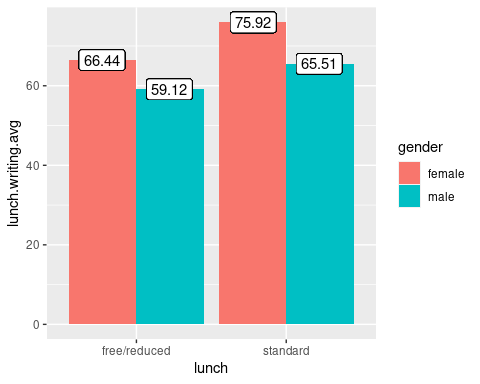 75.92
66.44
65.51
59.12
lunch.writing.avg
60
40
20
0
free/reduced
standard
lunch
gender
female
male